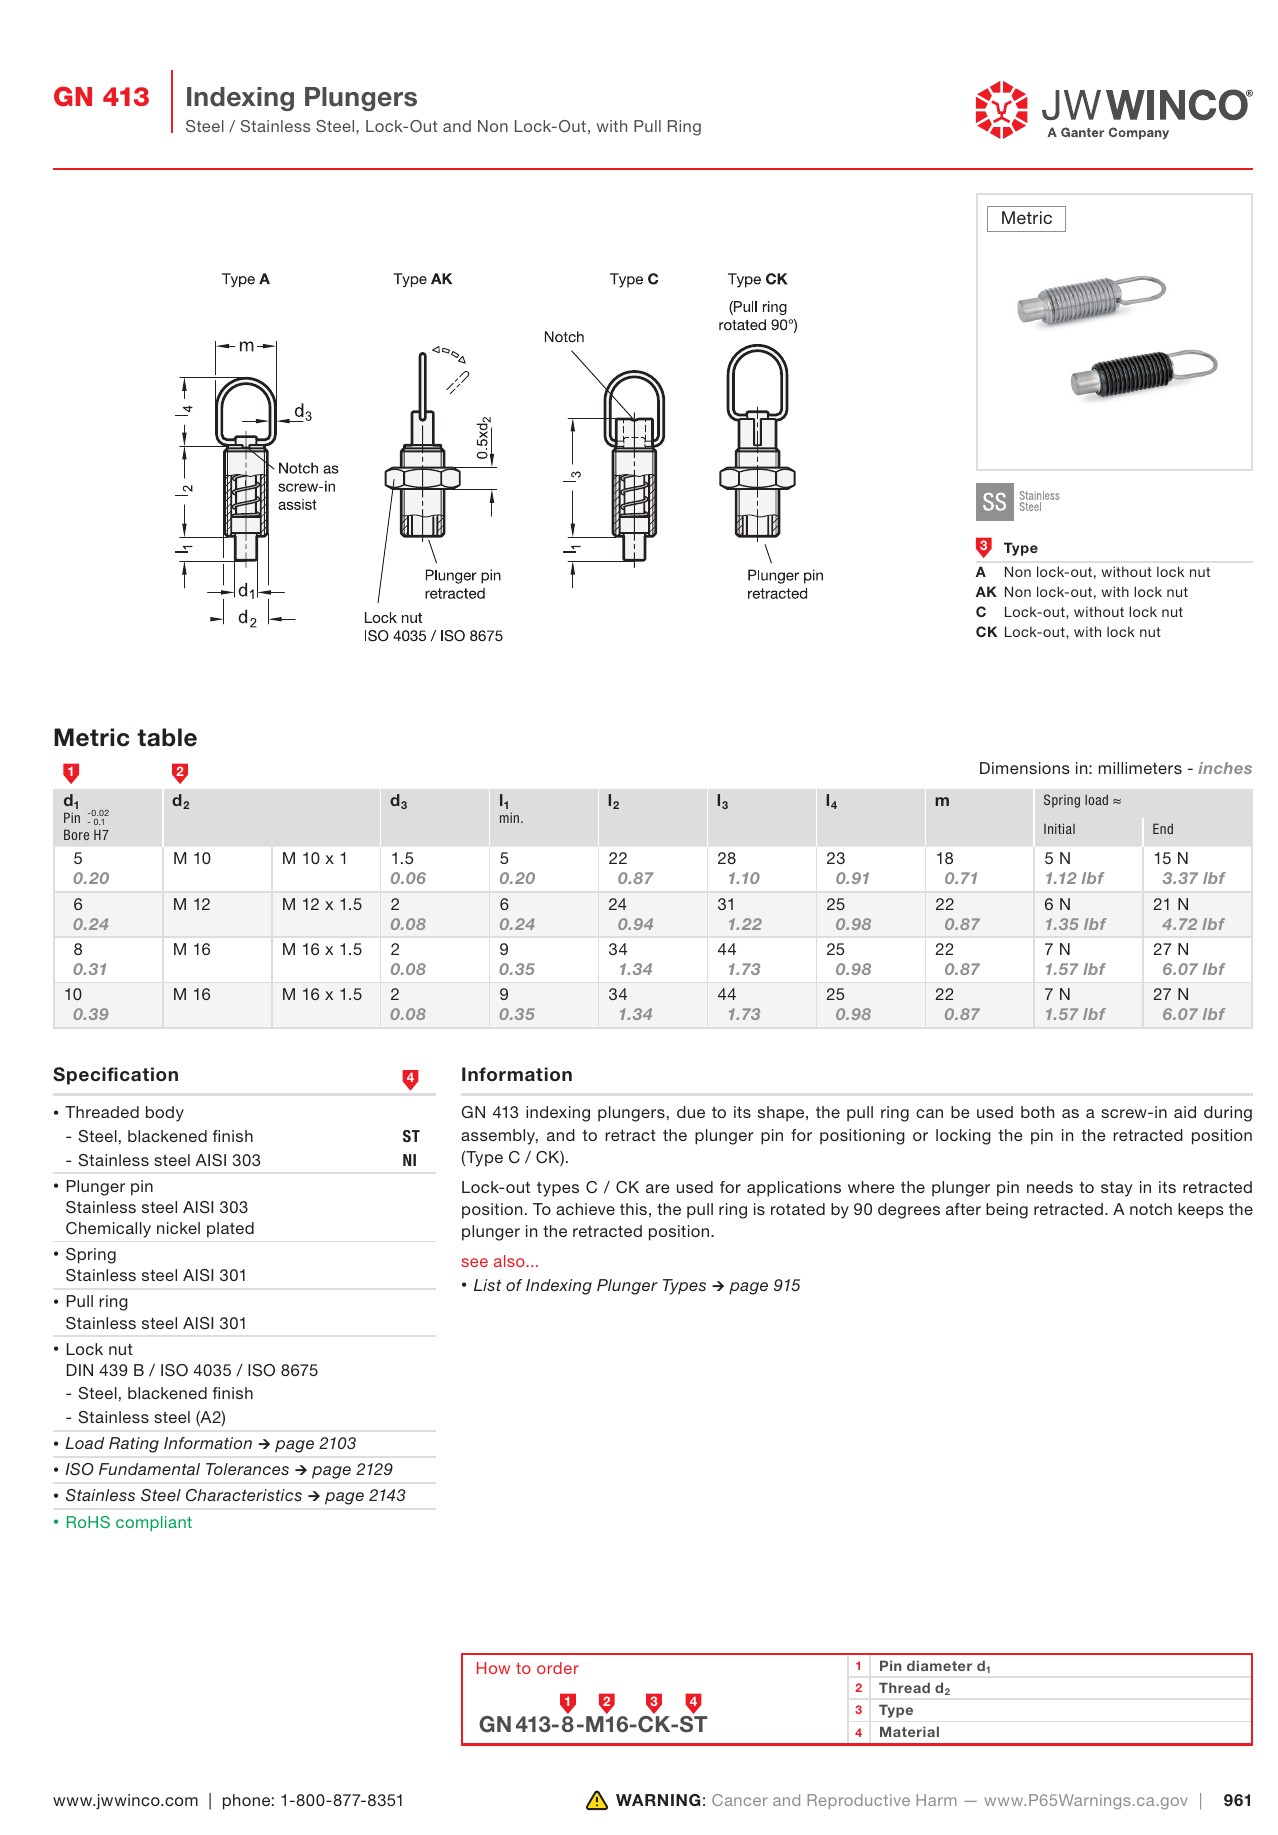 GN 413
Indexing Plungers
Steel / Stainless Steel, Lock-Out and Non Lock-Out, with Pull Ring
JW WINCO®
A Ganter Company
Metric
Type A
Type AK
Type C
Type CK
(Pull ring
rotated 90°)
Notch
m
l4
d3
0.5xd2
Notch as
screw-in
assist
l2
l3
l1
l1
d1
d2
Plunger pin
retracted
Plunger pin
retracted
Lock nut
ISO 4035 / ISO 8675
SS Stainless
Steel
3 Type
A Non lock-out, without lock nut
AK Non lock-out, with lock nut
C Lock-out, without lock nut
CK Lock-out, with lock nut
Metric table
1 2
Dimensions in: millimeters - inches
d1 d2 d3 l1 l2 l3 l4 m Spring load ≈
Pin -0.02 - 0.1 min.
Bore H7 Initial End
5 M 10 M 10 x 1 1.5 5 22 28 23 18 5 N 15 N
0.20 0.06 0.20 0.87 1.10 0.91 0.71 1.12 lbf 3.37 lbf
6 M 12 M 12 x 1.5 2 6 24 31 25 22 6 N 21 N
0.24 0.08 0.24 0.94 1.22 0.98 0.87 1.35 lbf 4.72 lbf
8 M 16 M 16 x 1.5 2 9 34 44 25 22 7 N 27 N
0.31 0.08 0.35 1.34 1.73 0.98 0.87 1.57 lbf 6.07 lbf
10 M 16 M 16 x 1.5 2 9 34 44 25 22 7 N 27 N
0.39 0.08 0.35 1.34 1.73 0.98 0.87 1.57 lbf 6.07 lbf
Specification 4
• Threaded body
- Steel, blackened finish ST
- Stainless steel AISI 303 NI
• Plunger pin
Stainless steel AISI 303
Chemically nickel plated
• Spring
Stainless steel AISI 301
• Pull ring
Stainless steel AISI 301
• Lock nut
DIN 439 B / ISO 4035 / ISO 8675
- Steel, blackened finish
- Stainless steel (A2)
• Load Rating Information ➔ page 2103
• ISO Fundamental Tolerances ➔ page 2129
• Stainless Steel Characteristics ➔ page 2143
• RoHS compliant
Information
GN 413 indexing plungers, due to its shape, the pull ring can be used both as a screw-in aid during
assembly, and to retract the plunger pin for positioning or locking the pin in the retracted position
(Type C / CK).
Lock-out types C / CK are used for applications where the plunger pin needs to stay in its retracted
position. To achieve this, the pull ring is rotated by 90 degrees after being retracted. A notch keeps the
plunger in the retracted position.
see also...
• List of Indexing Plunger Types ➔ page 915
How to order
1 2 3 4
GN 413-8-M16-CK-ST
1 Pin diameter d1
2 Thread d2
3 Type
4 Material
www.jwwinco.com | phone: 1-800-877-8351
WARNING: Cancer and Reproductive Harm — www.P65Warnings.ca.gov | 961